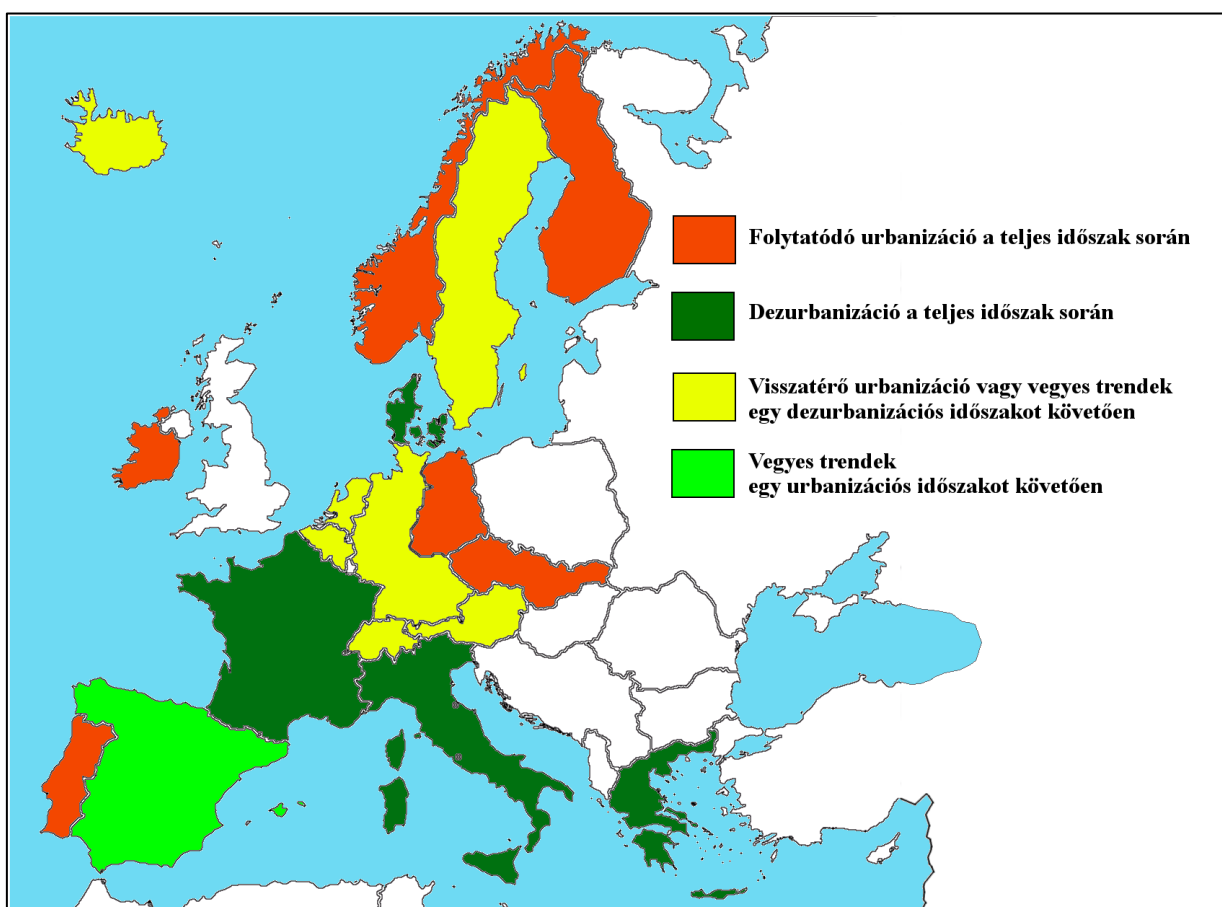 Folytatódó urbanizáció a teljes időszak során
Dezurbanizáció a teljes időszak során
Visszatérő urbanizáció vagy vegyes trendek
egy dezurbanizációs időszakot követően
Vegyes trendek
egy urbanizációs időszakot követően